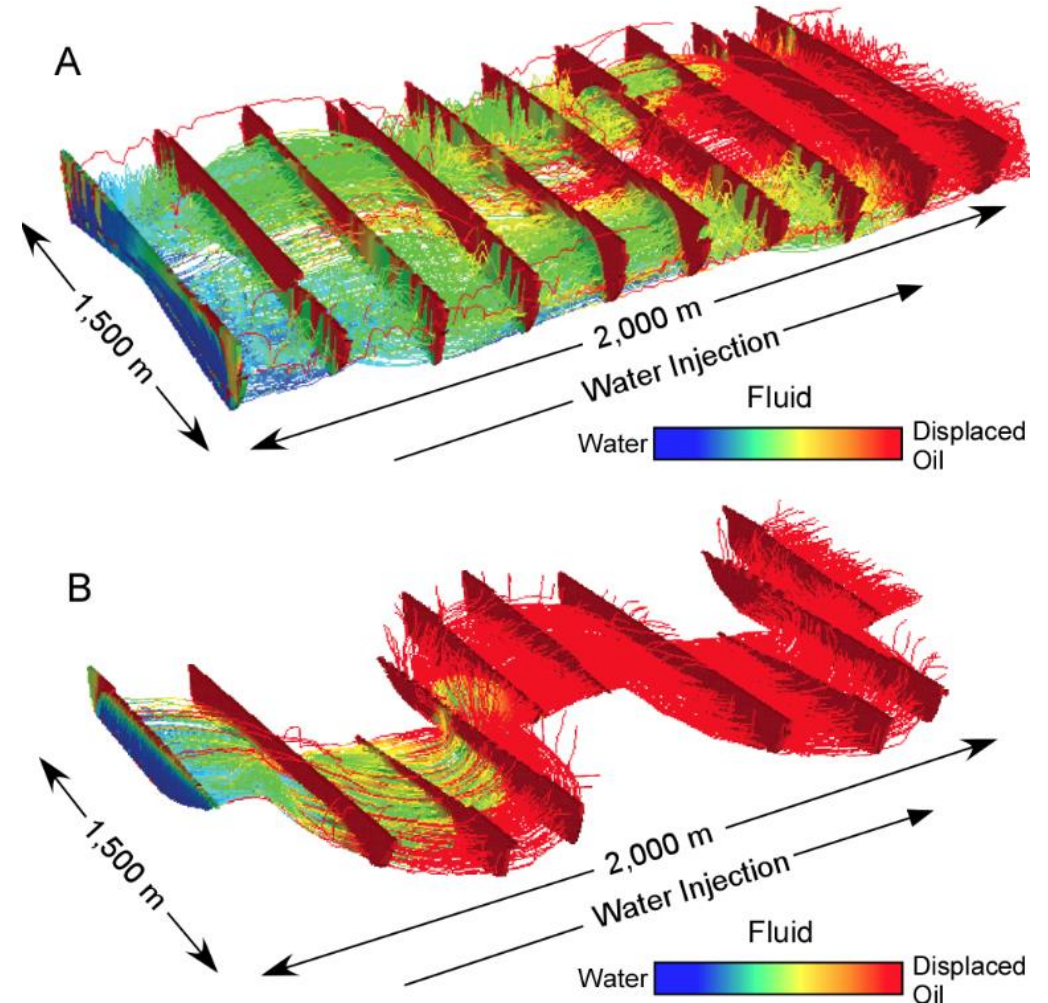 A
1,500 m
2,000 m
Water Injection
Fluid
Water
Displaced
Oil
B
1,500 m
2,000 m
Water Injection
Fluid
Water
Displaced
Oil